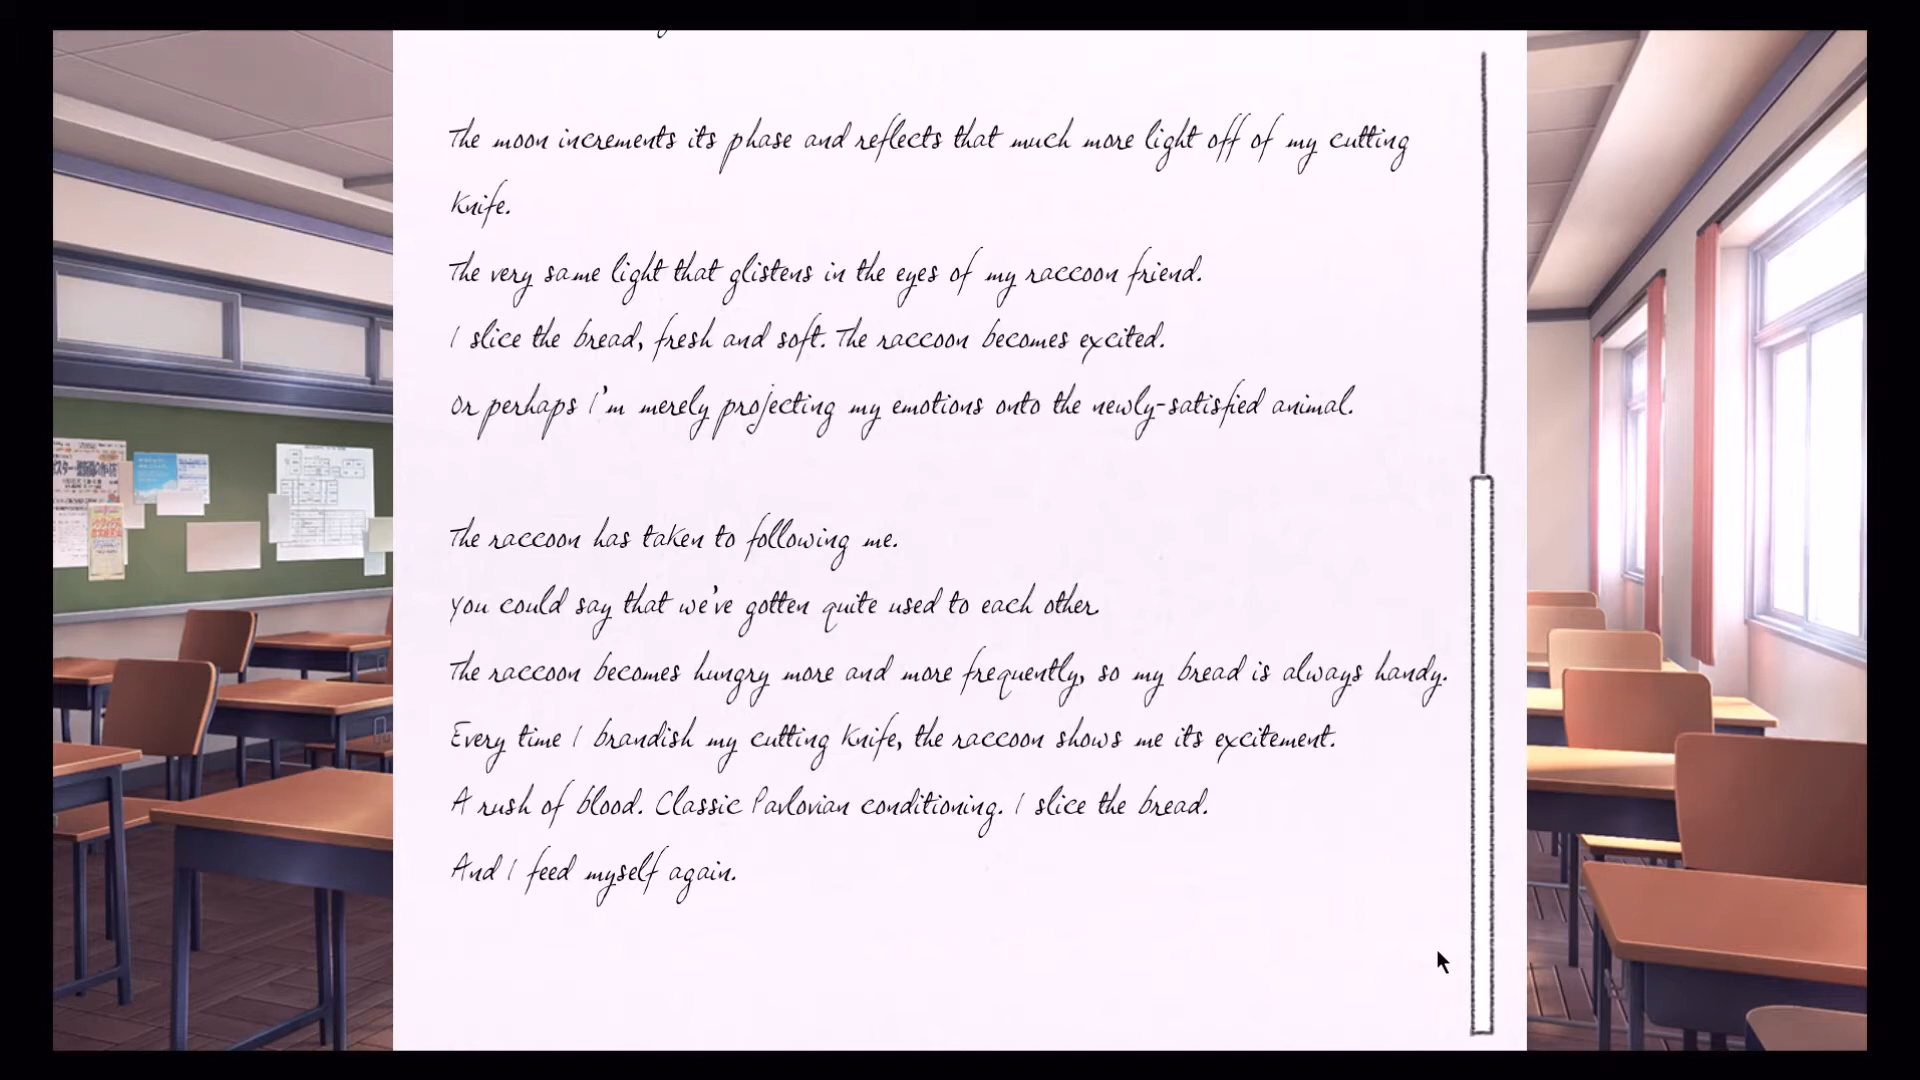 The moon increments its phase and reflects that much more light off of my cutting
knife.
The very same light that glistens in the eyes of my raccoon friend.
I slice the bread, fresh and soft. The raccoon becomes excited.
Or perhaps I'm merely projecting my emotions onto the newly-satisfied animal.
The raccoon has taken to following me.
You could say that we've gotten quite used to each other.
The raccoon becomes hungry more and more frequently, so my bread is always handy.
Every time I brandish my cutting knife, the raccoon shows me its excitement.
A rush of blood. Classic Pavlovian conditioning. I slice the bread.
And I feed myself again.